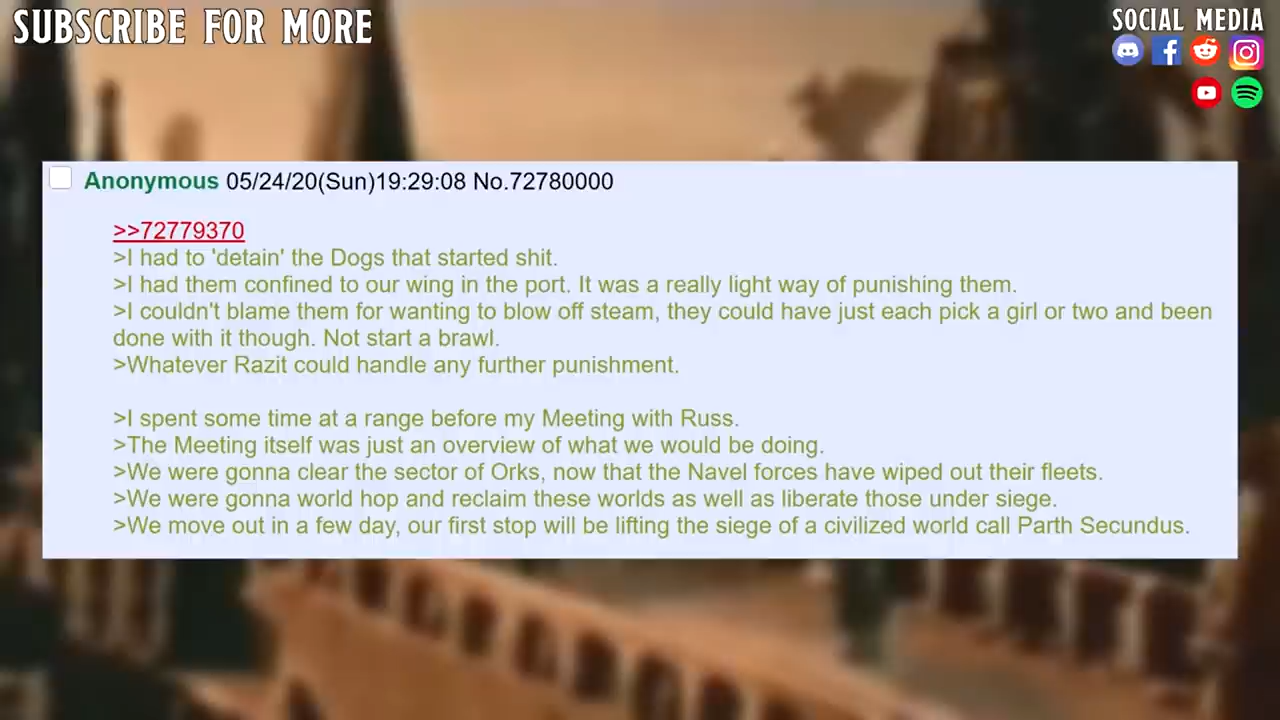 SUBSCRIBE FOR MORE
SOCIAL MEDIA
Anonymous 05/24/20(Sun)19:29:08 No.72780000
>>72779370
>I had to 'detain' the Dogs that started shit.
>I had them confined to our wing in the port. It was a really light way of punishing them.
>I couldn't blame them for wanting to blow off steam, they could have just each pick a girl or two and been
done with it though. Not start a brawl.
>Whatever Razit could handle any further punishment.
>I spent some time at a range before my Meeting with Russ.
>The Meeting itself was just an overview of what we would be doing.
>We were gonna clear the sector of Orks, now that the Navel forces have wiped out their fleets.
>We were gonna world hop and reclaim these worlds as well as liberate those under siege.
>We move out in a few day, our first stop will be lifting the siege of a civilized world call Parth Secundus.